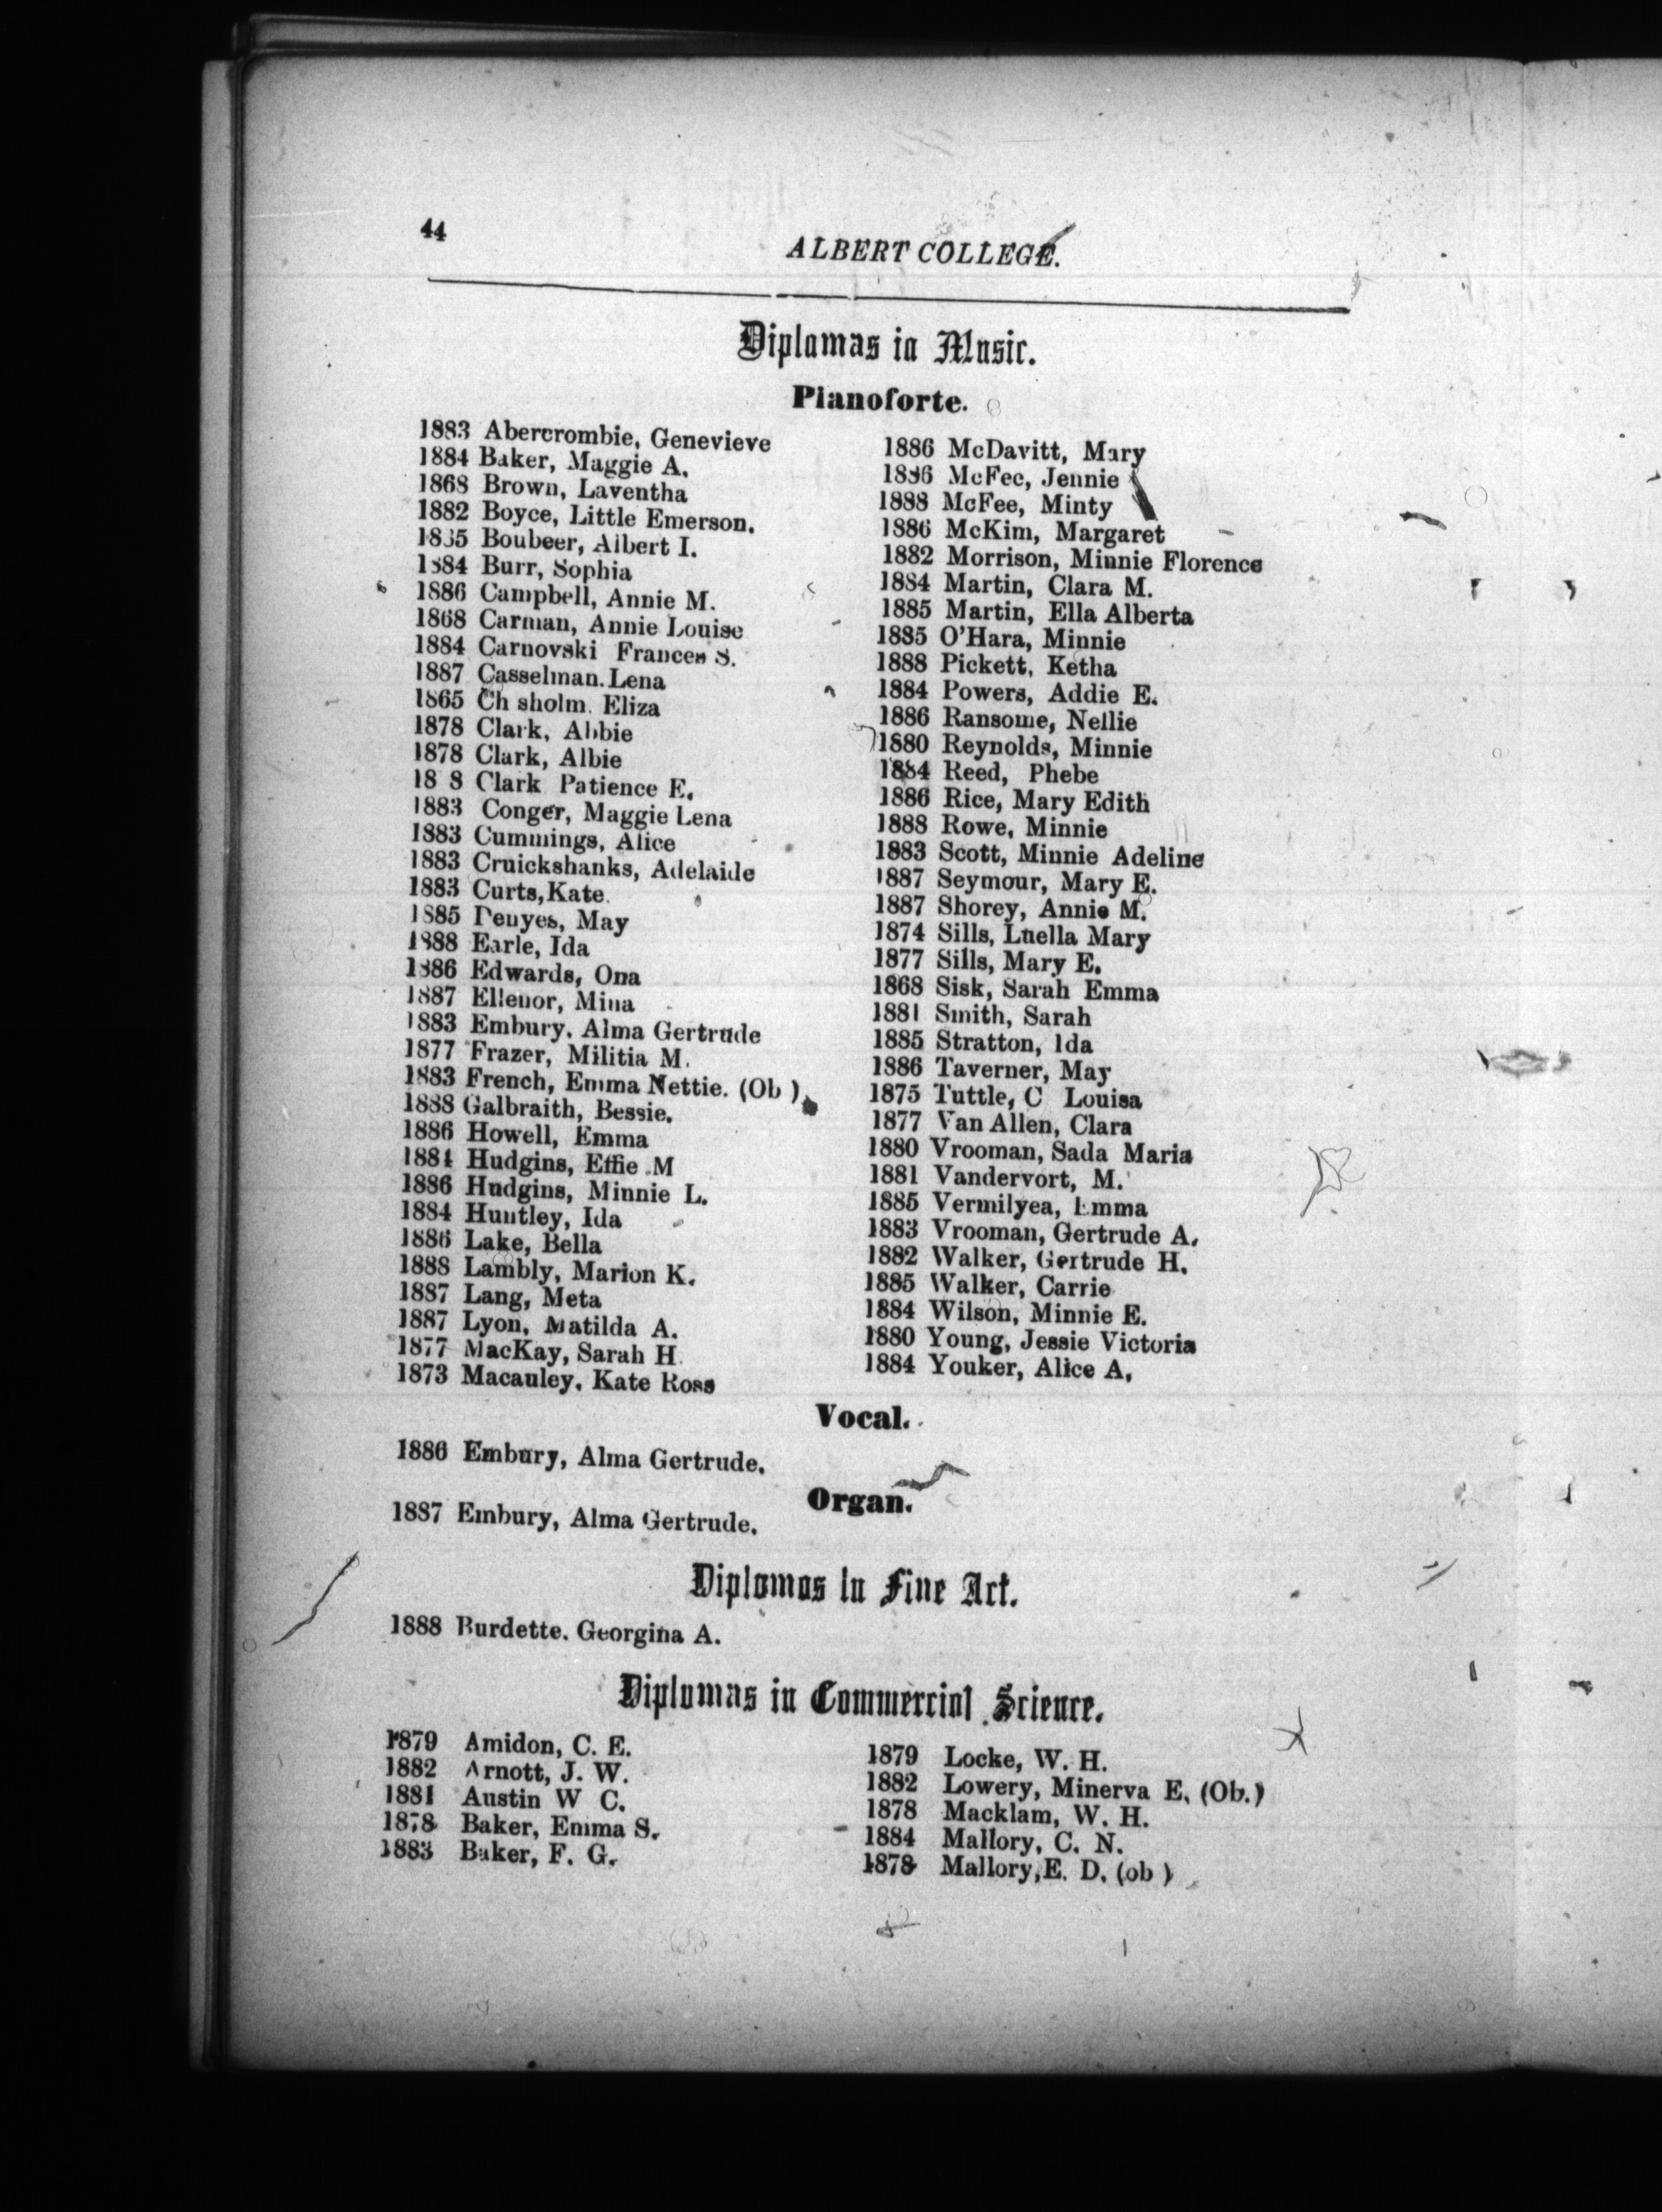 44
ALBERT COLLEGE.
Diplomas in Music.
Pianoforte.
1883 Abercrombie, Genevieve
1884 Baker, Maggie A.
1868 Brown, Laventha
1882 Boyce, Little Emerson.
1885 Boubeer, Albert I.
1884 Burr, Sophia
1886 Campbell, Annie M.
1868 Carman, Annie Louise
1884 Carnovski Frances S.
1887 Casselman. Lena
1865 Ch sholm. Eliza
1878 Clark, Abbie
1878 Clark, Albie
18 8 Clark Patience E.
1883 Conger, Maggie Lena
1883 Cummings, Alice
1883 Cruickshanks, Adelaide
1883 Curts, Kate.
1885 Denyes, May
1888 Earle, Ida
1886 Edwards, Ona
1887 Ellenor, Mina
1883 Embury. Alma Gertrude
1877 Frazer, Militia M.
1883 French, Emma Nettie. (Ob ).
1888 Galbraith, Bessie.
1886 Howell, Emma
1884 Hudgins, Effie M
1886 Hudgins, Minnie L.
1884 Huntley, Ida
1886 Lake, Bella
1888 Lambly, Marion K.
1887 Lang, Meta
1887 Lyon, Matilda A.
1877 MacKay, Sarah H.
1873 Macauley, Kate Ross
1886 McDavitt, Mary
1886 McFee, Jennie
1888 McFee, Minty
1886 McKim, Margaret
1882 Morrison, Minnie Florence
1884 Martin, Clara M.
1885 Martin, Ella Alberta
1885 O'Hara, Minnie
1888 Pickett, Ketha
1884 Powers, Addie E.
1886 Ransome, Nellie
1880 Reynolds, Minnie
1884 Reed, Phebe
1886 Rice, Mary Edith
1888 Rowe, Minnie
1883 Scott, Minnie Adeline
1887 Seymour, Mary E.
1887 Shorey, Annie M.
1874 Sills, Luella Mary
1877 Sills, Mary E.
1868 Sisk, Sarah Emma
1881 Smith, Sarah
1885 Stratton, Ida
1886 Taverner, May
1875 Tuttle, C Louisa
1877 Van Allen, Clara
1880 Vrooman, Sada Maria
1881 Vandervort, M.
1885 Vermilyea, Emma
1883 Vrooman, Gertrude A.
1882 Walker, Gertrude H.
1885 Walker, Carrie
1884 Wilson, Minnie E.
1880 Young, Jessie Victoria
1884 Youker, Alice A.
Vocal.
1886 Embury, Alma Gertrude.
Organ.
1887 Embury, Alma Gertrude.
Diplomas in Fine Art.
1888 Burdette. Georgina A.
Diplomas in Commercial Science.
1879 Amidon, C. E.
1882 Arnott, J. W.
1881 Austin W C.
1878 Baker, Emma S.
1883 Baker, F. G.
1879 Locke, W. H.
1882 Lowery, Minerva E. (Ob.)
1878 Macklam, W. H.
1884 Mallory, C. N.
1878 Mallory, E. D. (ob )